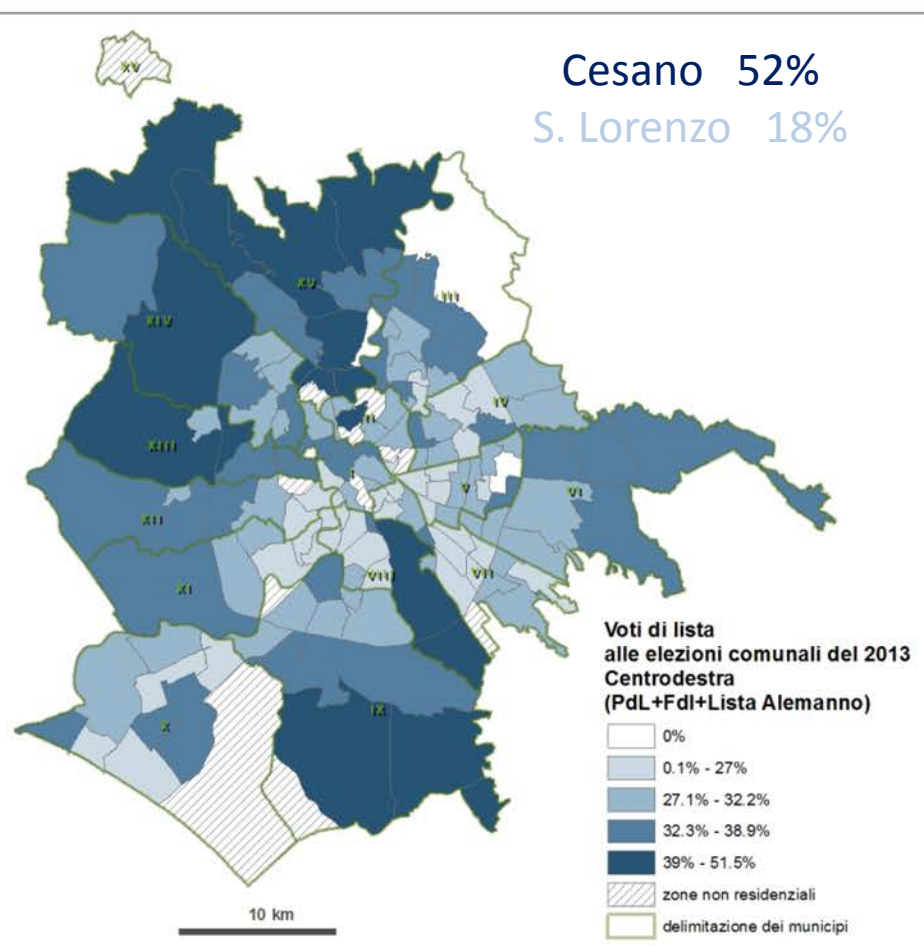 Cesano 52%
S. Lorenzo 18%
XV
XV
III
XIV
IV
II
XIII
I
V
VI
XII
VIII
VII
XI
IX
X
Voti di lista
alle elezioni comunali del 2013
Centrodestra
(PdL+FdI+Lista Alemanno)
0%
0.1% - 27%
27.1% - 32.2%
32.3% - 38.9%
39% - 51.5%
zone non residenziali
delimitazione dei municipi
10 km